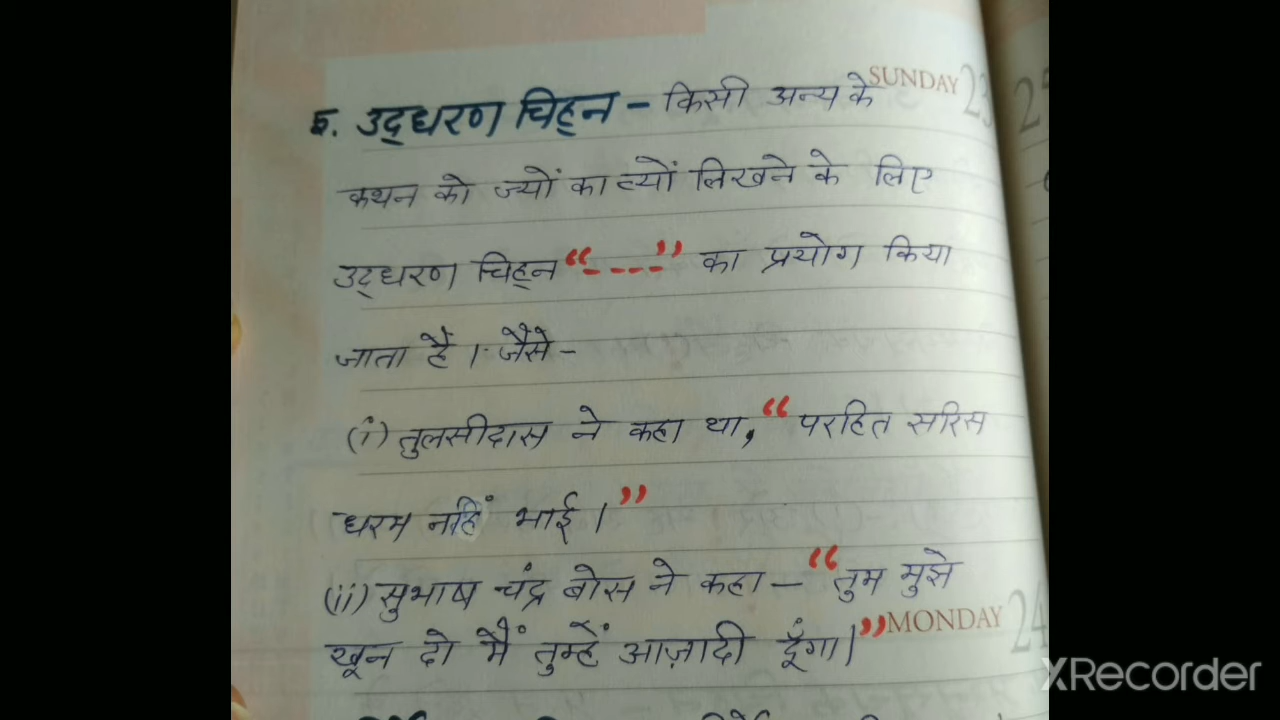 SUNDAY 23
ङ. उद्धरण चिह्न – किसी अन्य के
कथन को ज्यों का त्यों लिखने के लिए
उद्धरण चिह्न “----” का प्रयोग किया
जाता है । जैसे –
(i) तुलसीदास ने कहा था, “ परहित सरिस
धरम नहिं भाई । ”
(ii) सुभाष चंद्र बोस ने कहा – “ तुम मुझे
खून दो मैं तुम्हें आज़ादी दूँगा। ”
MONDAY 24
XRecorder